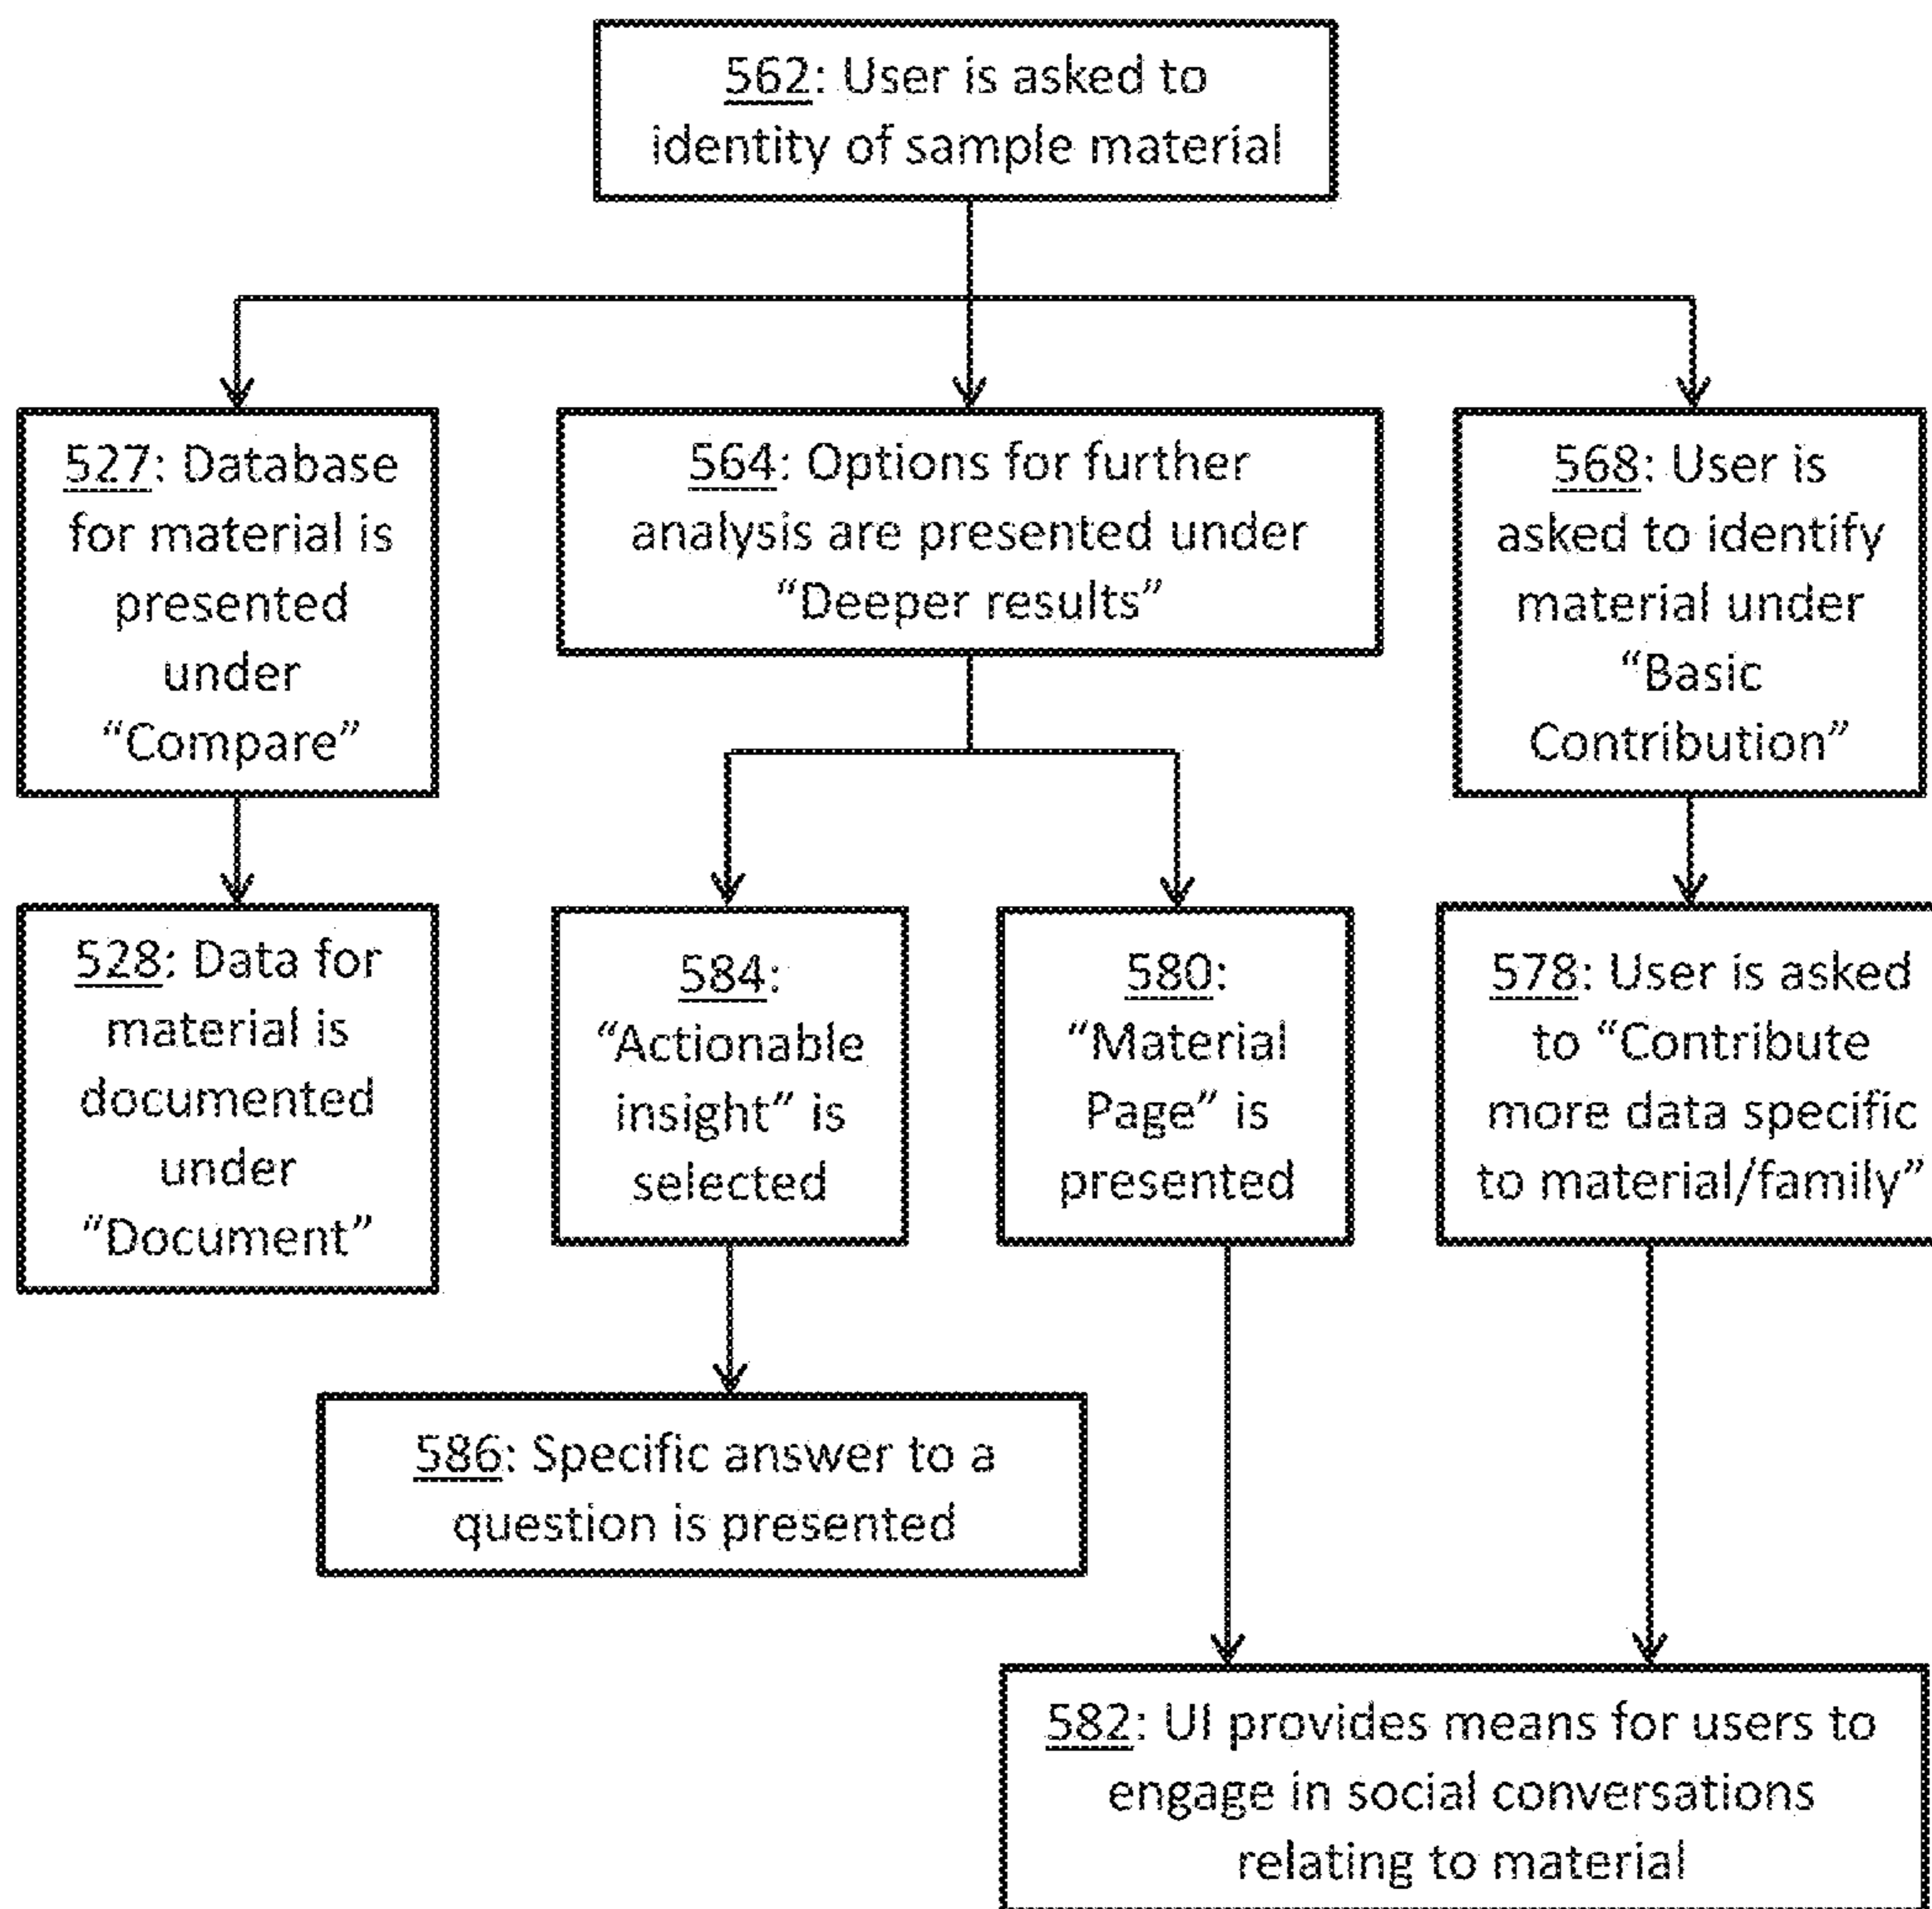 562: User is asked to
identity of sample material
527: Database
for material is
presented
under
“Compare”
564: Options for further
analysis are presented under
“Deeper results”
568: User is
asked to identify
material under
“Basic
Contribution”
528: Data for
material is
documented
under
“Document”
584:
“Actionable
insight” is
selected
580:
“Material
Page” is
presented
578: User is asked
to “Contribute
more data specific
to material/family”
586: Specific answer to a
question is presented
582: UI provides means for users to
engage in social conversations
relating to material